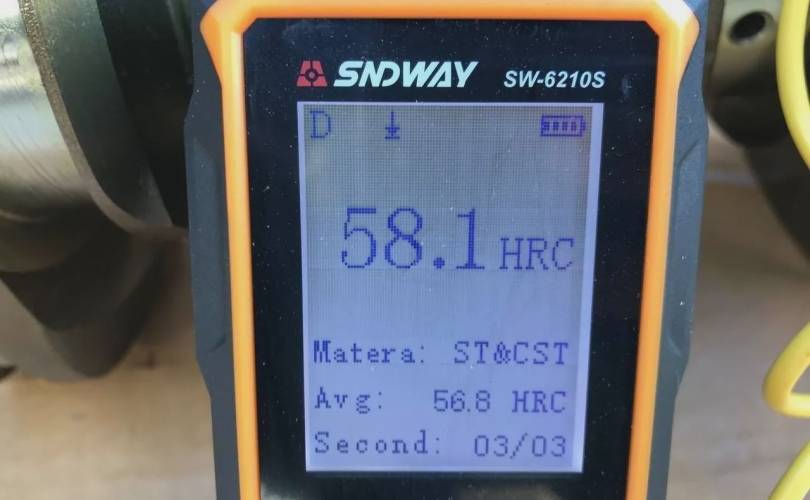 SNDWAY SW-6210S
D
58.1 HRC
Matera: ST&CST
Avg: 56.8 HRC
Second: 03/03